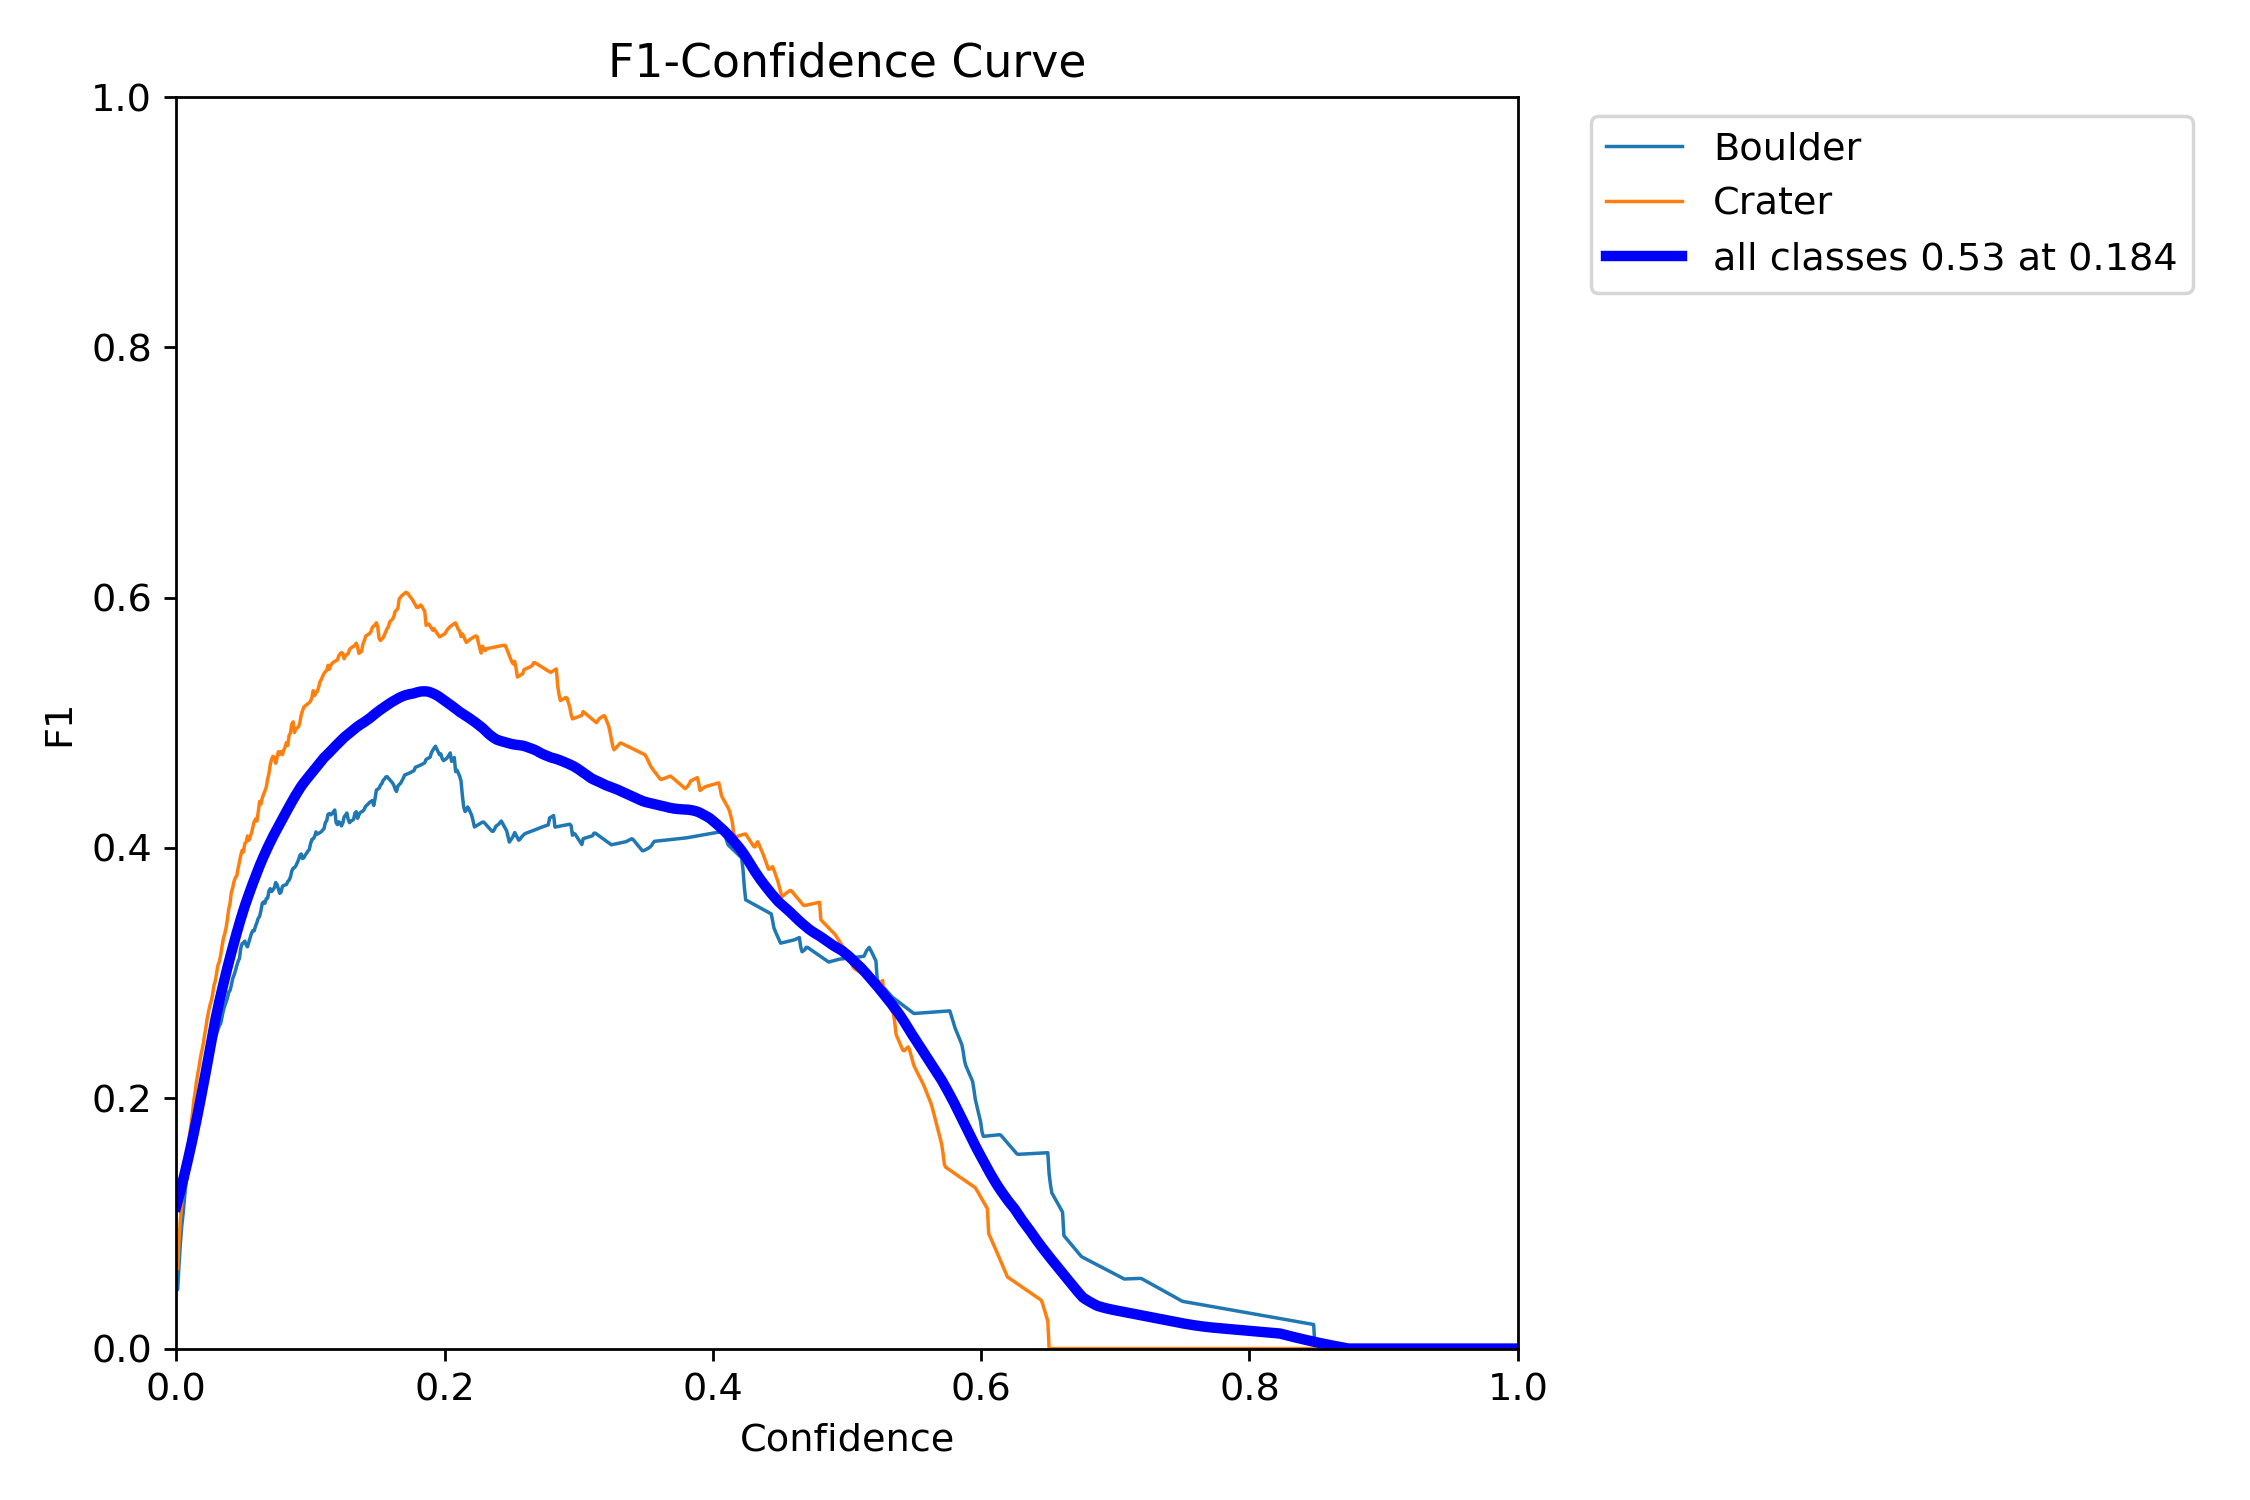 F1-Confidence Curve
Boulder
Crater
all classes 0.53 at 0.184
F1
1.0
0.8
0.6
0.4
0.2
0.0
0.0 0.2 0.4 0.6 0.8 1.0
Confidence